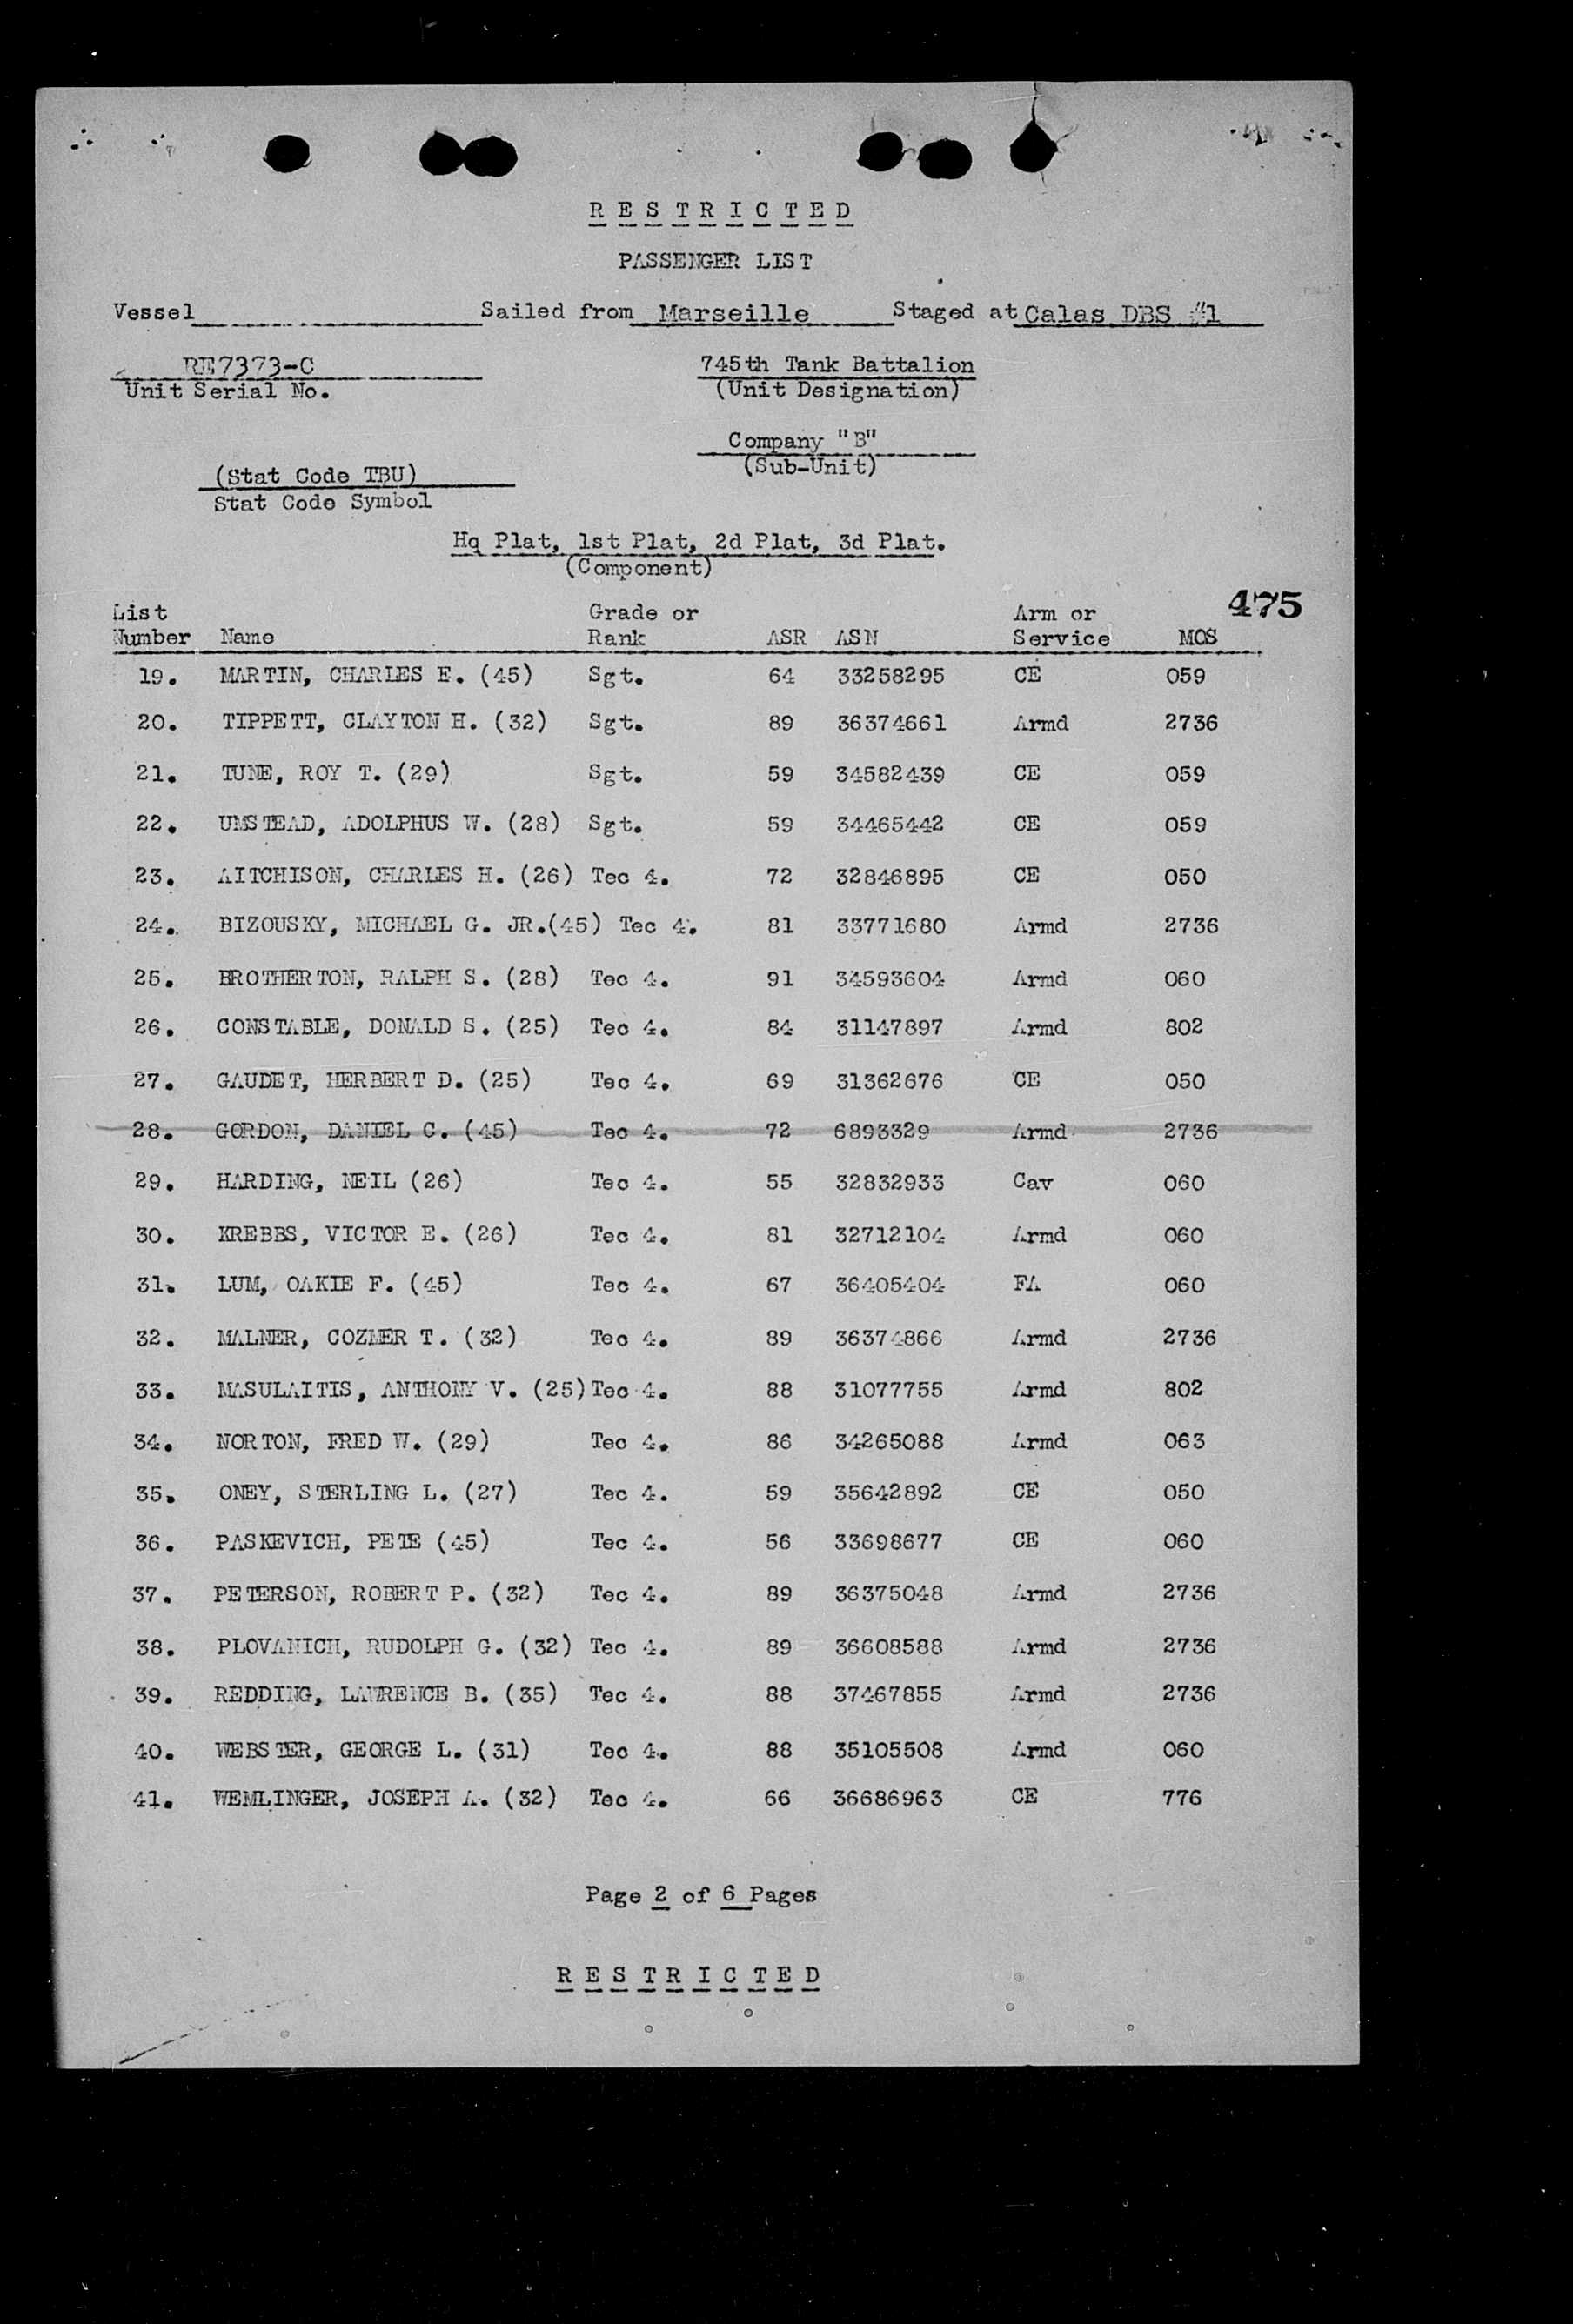 RESTRICTED
PASSENGER LIST
Vessel Sailed from Marseille Staged at Calas DBS #1
RE7373-C 745th Tank Battalion
Unit Serial No. (Unit Designation)
Company "B"
(Sub-Unit)
(Stat Code TBU)
Stat Code Symbol
Hq Plat, 1st Plat, 2d Plat, 3d Plat.
(Component)
475
List Grade or Arm or
Number Name Rank ASR ASN Service MOS
19. MARTIN, CHARLES E. (45) Sgt. 64 33258295 CE 059
20. TIPPETT, CLAYTON H. (32) Sgt. 89 36374661 Armd 2736
21. TUNE, ROY T. (29) Sgt. 59 34582439 CE 059
22. UMSTEAD, ADOLPHUS W. (28) Sgt. 59 34465442 CE 059
23. AITCHISON, CHARLES H. (26) Tec 4. 72 32846895 CE 050
24. BIZOUSKY, MICHAEL G. JR.(45) Tec 4. 81 33771680 Armd 2736
25. BROTHERTON, RALPH S. (28) Tec 4. 91 34593604 Armd 060
26. CONSTABLE, DONALD S. (25) Tec 4. 84 31147897 Armd 802
27. GAUDET, HERBERT D. (25) Tec 4. 69 31362676 CE 050
28. GORDON, DANIEL C. (45) Tec 4. 72 6893329 Armd 2736
29. HARDING, NEIL (26) Tec 4. 55 32832933 Cav 060
30. KREBBS, VICTOR E. (26) Tec 4. 81 32712104 Armd 060
31. LUM, OAKIE F. (45) Tec 4. 67 36405404 FA 060
32. MALNER, COZMER T. (32) Tec 4. 89 36374866 Armd 2736
33. MASULAITIS, ANTHONY V. (25) Tec 4. 88 31077755 Armd 802
34. NORTON, FRED W. (29) Tec 4. 86 34265088 Armd 063
35. ONEY, STERLING L. (27) Tec 4. 59 35642892 CE 050
36. PASKEVICH, PETE (45) Tec 4. 56 33698677 CE 060
37. PETERSON, ROBERT P. (32) Tec 4. 89 36375048 Armd 2736
38. PLOVANICH, RUDOLPH G. (32) Tec 4. 89 36608588 Armd 2736
39. REDDING, LAWRENCE B. (35) Tec 4. 88 37467855 Armd 2736
40. WEBSTER, GEORGE L. (31) Tec 4. 88 35105508 Armd 060
41. WEMLINGER, JOSEPH A. (32) Tec 4. 66 36686963 CE 776
Page 2 of 6 Pages
RESTRICTED